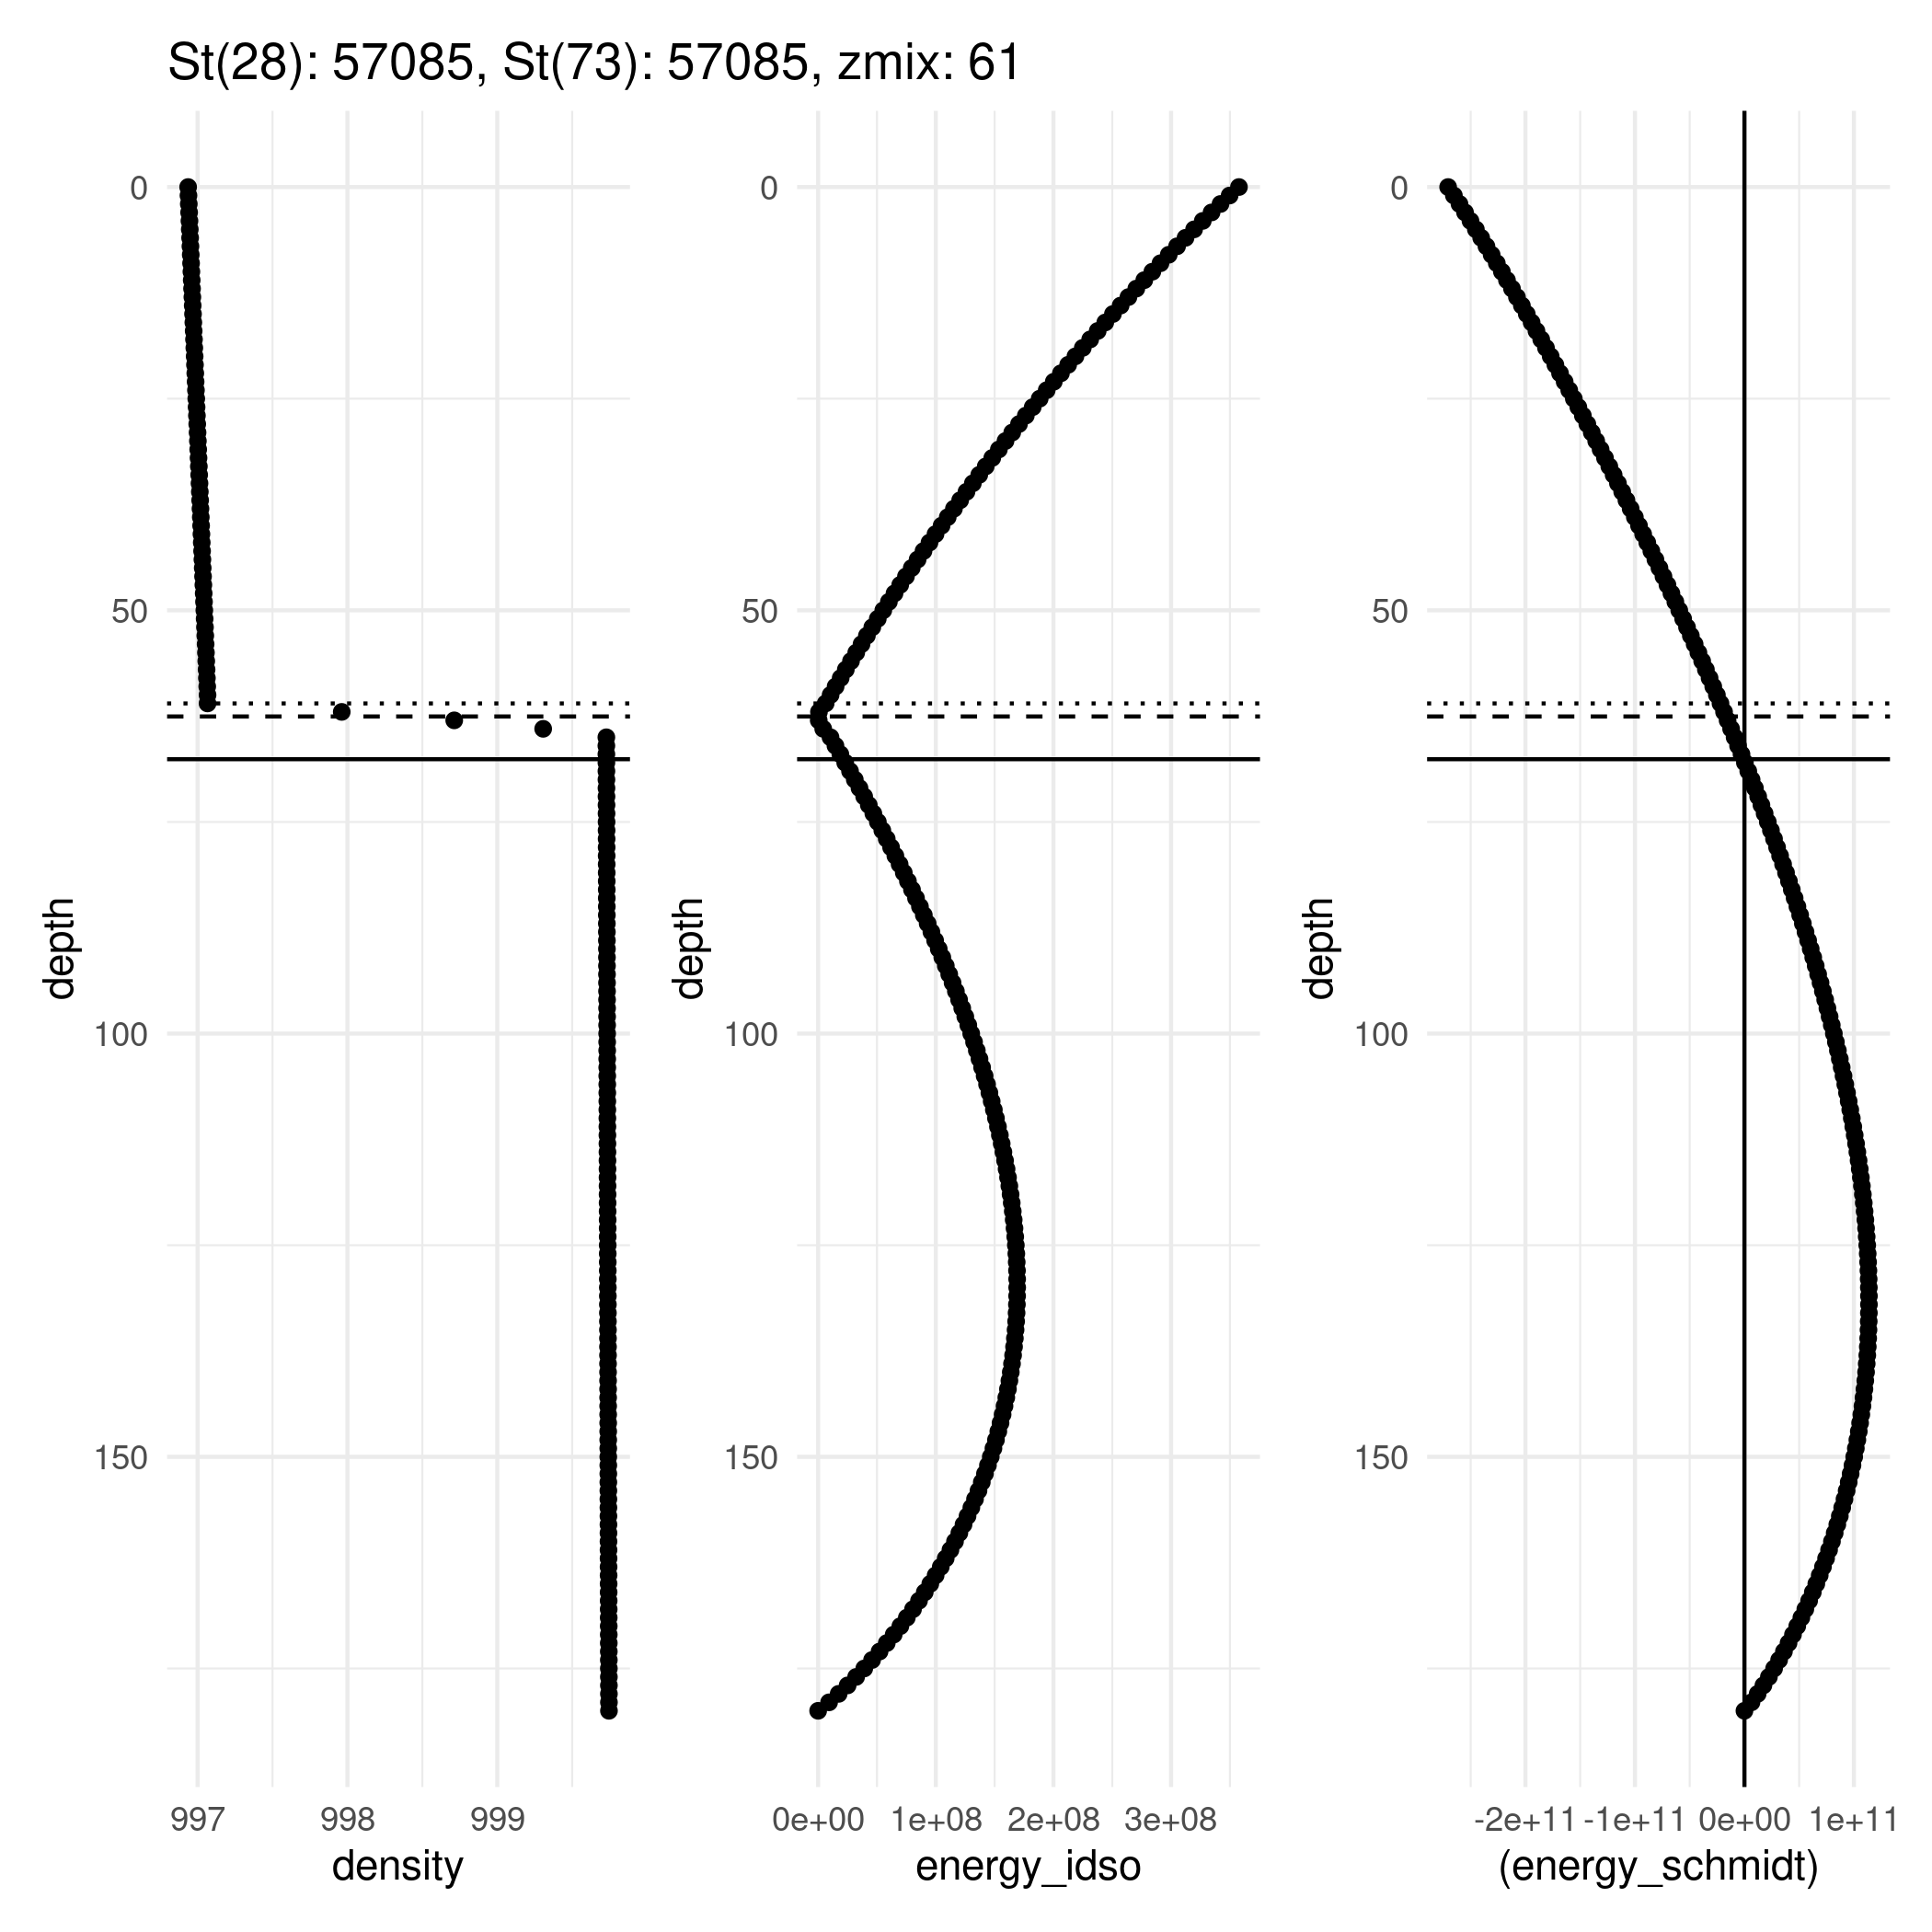 St(28): 57085, St(73): 57085, zmix: 61
0
50
100
150
depth
997 998 999
density
0
50
100
150
depth
0e+00 1e+08 2e+08 3e+08
energy_idso
0
50
100
150
depth
-2e+11 -1e+11 0e+00 1e+11
(energy_schmidt)